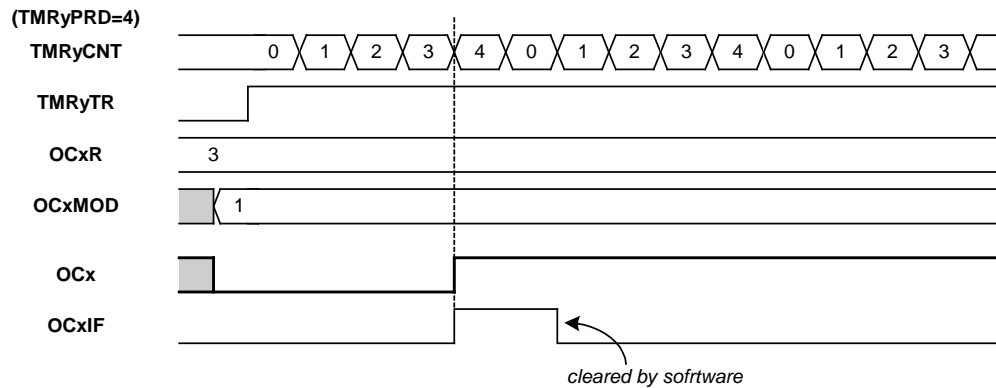 (TMRyPRD=4)
TMRyCNT 0 1 2 3 4 0 1 2 3 4 0 1 2 3
TMRyTR
OCxR 3
OCxMOD 1
OCx
OCxIF
cleared by sofrtware